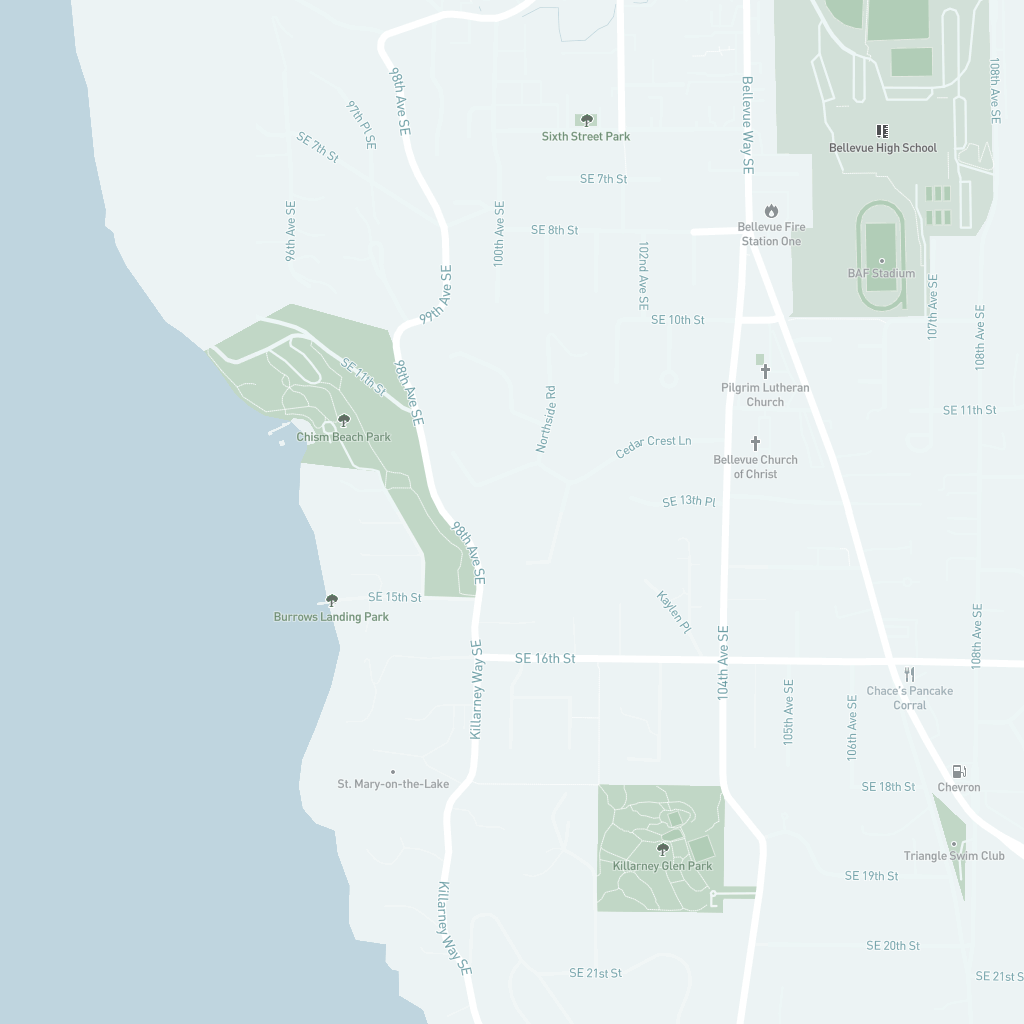 98th Ave SE
97th Pl SE
SE 7th St
96th Ave SE
100th Ave SE
Sixth Street Park
SE 7th St
SE 8th St
102nd Ave SE
Bellevue Way SE
108th Ave SE
Bellevue High School
Bellevue Fire
Station One
BAF Stadium
107th Ave SE
108th Ave SE
99th Ave SE
SE 10th St
SE 11th St
98th Ave SE
Pilgrim Lutheran
Church
SE 11th St
Northside Rd
Chism Beach Park
Cedar Crest Ln
Bellevue Church
of Christ
SE 13th Pl
98th Ave SE
SE 15th St
Burrows Landing Park
Kaylen Pl
108th Ave SE
Killarney Way SE
SE 16th St
104th Ave SE
105th Ave SE
106th Ave SE
Chace's Pancake
Corral
St. Mary-on-the-Lake
SE 18th St
Chevron
Killarney Glen Park
Triangle Swim Club
SE 19th St
Killarney Way SE
SE 20th St
SE 21st St
SE 21st S